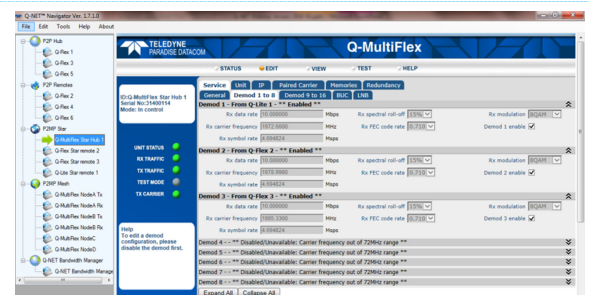 Q-NET™ Navigator Ver. 1.7.1.0
File Edit Tools Help About
P2P Hub
Q-Flex 1
Q-Flex 3
Q-Flex 5
P2P Remotes
Q-Flex 2
Q-Flex 4
Q-Flex 6
P2MP Star
Q-MultiFlex Star Hub 1
Q-Flex Star remote 2
Q-Flex Star remote 3
Q-Lite Star remote 1
P2MP Mesh
Q-MultiFlex NodeA Tx
Q-MultiFlex NodeA Rx
Q-MultiFlex NodeB Tx
Q-MultiFlex NodeB Rx
Q-MultiFlex NodeC
Q-MultiFlex NodeD
Q-NET Bandwidth Manager
Q-NET Bandwidth Manage
TELEDYNE
PARADISE DATACOM
Q-MultiFlex
STATUS EDIT VIEW TEST HELP
ID:Q-MultiFlex Star Hub 1
Serial No:31400114
Mode: In control
UNIT STATUS
RX TRAFFIC
TX TRAFFIC
TEST MODE
TX CARRIER
Help
To edit a demod
configuration, please
disable the demod first.
Service Unit IP Paired Carrier Memories Redundancy
General Demod 1 to 8 Demod 9 to 16 BUC LNB
Demod 1 - From Q-Lite 1 - ** Enabled **
Rx data rate 10.000000 Mbps Rx spectral roll-off 15% Rx modulation 8QAM
Rx carrier frequency MHz Rx FEC code rate 0.710 Demod 1 enable
Rx symbol rate 4.694824 Msps
Demod 2 - From Q-Flex 2 - ** Enabled **
Rx data rate 10.000000 Mbps Rx spectral roll-off 15% Rx modulation 8QAM
Rx carrier frequency MHz Rx FEC code rate 0.710 Demod 2 enable
Rx symbol rate 4.694824 Msps
Demod 3 - From Q-Flex 3 - ** Enabled **
Rx data rate 10.000000 Mbps Rx spectral roll-off 15% Rx modulation 8QAM
Rx carrier frequency MHz Rx FEC code rate 0.710 Demod 3 enable
Rx symbol rate 4.694824 Msps
Demod 4 - - ** Disabled/Unavailable: Carrier frequency out of 72MHz range **
Demod 5 - - ** Disabled/Unavailable: Carrier frequency out of 72MHz range **
Demod 6 - - ** Disabled/Unavailable: Carrier frequency out of 72MHz range **
Demod 7 - - ** Disabled/Unavailable: Carrier frequency out of 72MHz range **
Demod 8 - - ** Disabled/Unavailable: Carrier frequency out of 72MHz range **
Expand All Collapse All